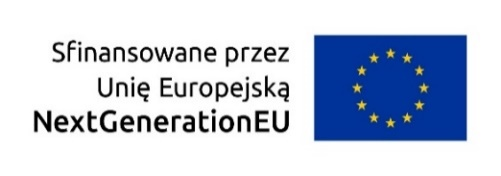 Sfinansowane przez
Unię Europejską
NextGenerationEU